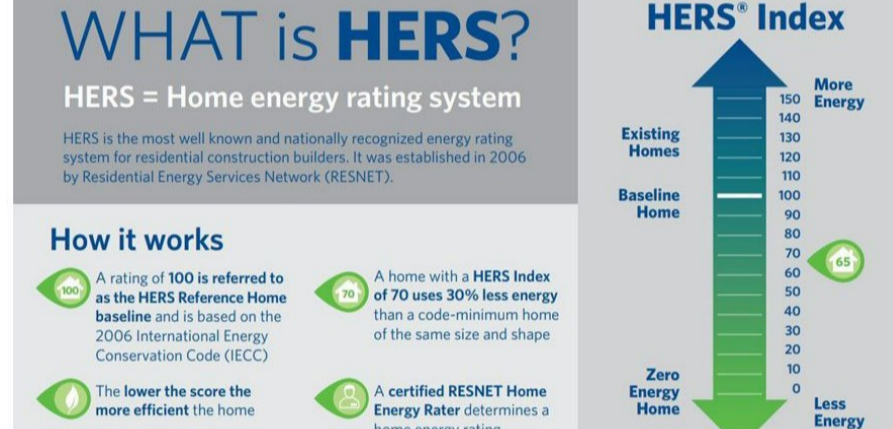 WHAT is HERS?
HERS = Home energy rating system
HERS is the most well known and nationally recognized energy rating
system for residential construction builders. It was established in 2006
by Residential Energy Services Network (RESNET).
How it works
100
A rating of 100 is referred to
as the HERS Reference Home
baseline and is based on the
2006 International Energy
Conservation Code (IECC)
70
A home with a HERS Index
of 70 uses 30% less energy
than a code-minimum home
of the same size and shape
The lower the score the
more efficient the home
A certified RESNET Home
Energy Rater determines a
home energy rating
HERS® Index
More
Energy
150
140
Existing
Homes
130
120
110
Baseline
Home
100
90
80
70
65
60
50
40
30
20
10
0
Zero
Energy
Home
Less
Energy